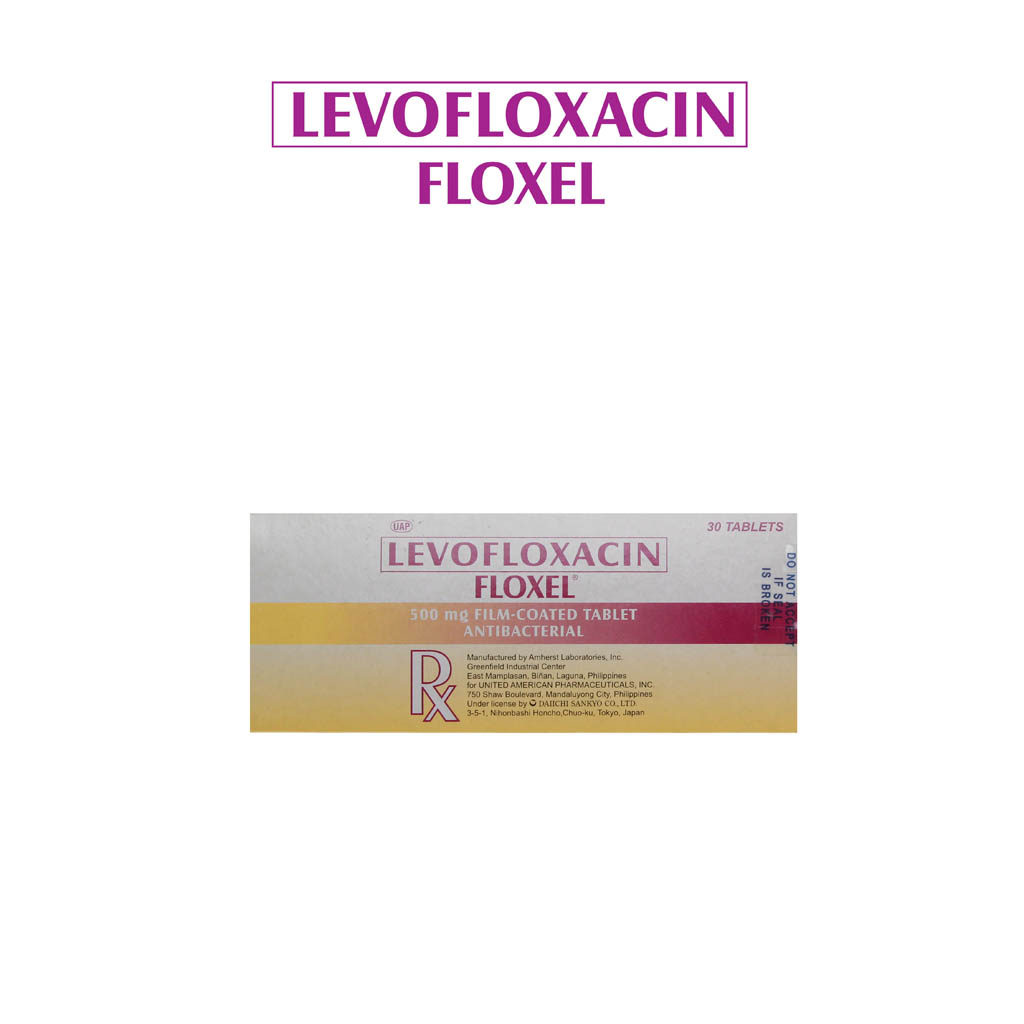 LEVOFLOXACIN
FLOXEL
UAP
30 TABLETS
LEVOFLOXACIN
FLOXEL®
500 mg FILM-COATED TABLET
ANTIBACTERIAL
DO NOT ACCEPT
IF SEAL
IS BROKEN
Rx
Manufactured by Amherst Laboratories, Inc.
Greenfield Industrial Center
East Mamplasan, Biñan, Laguna, Philippines
for UNITED AMERICAN PHARMACEUTICALS, INC.
750 Shaw Boulevard, Mandaluyong City, Philippines
Under license by DAIICHI SANKYO CO., LTD.
3-5-1, Nihonbashi Honcho,Chuo-ku, Tokyo, Japan